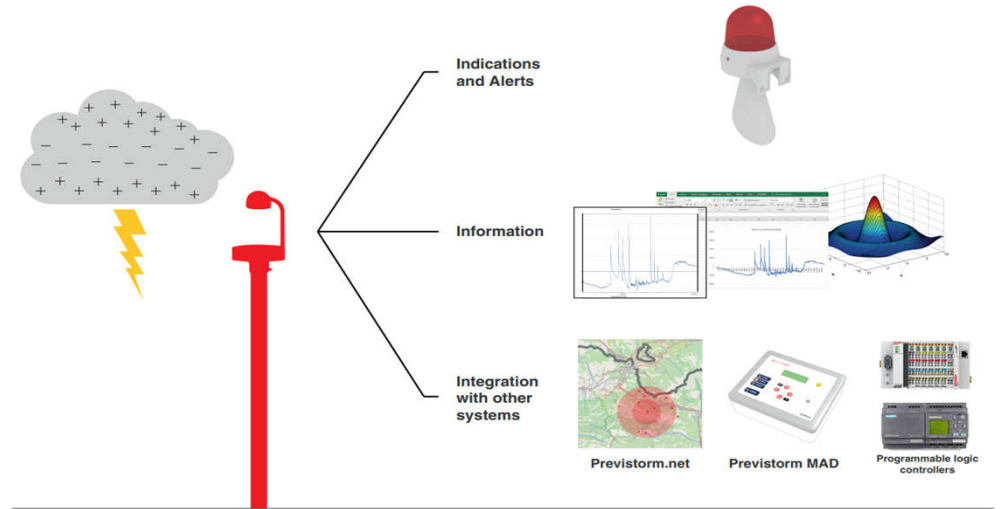 Indications
and Alerts
Information
Integration
with other
systems
Previstorm.net
Previstorm MAD
Programmable logic
controllers